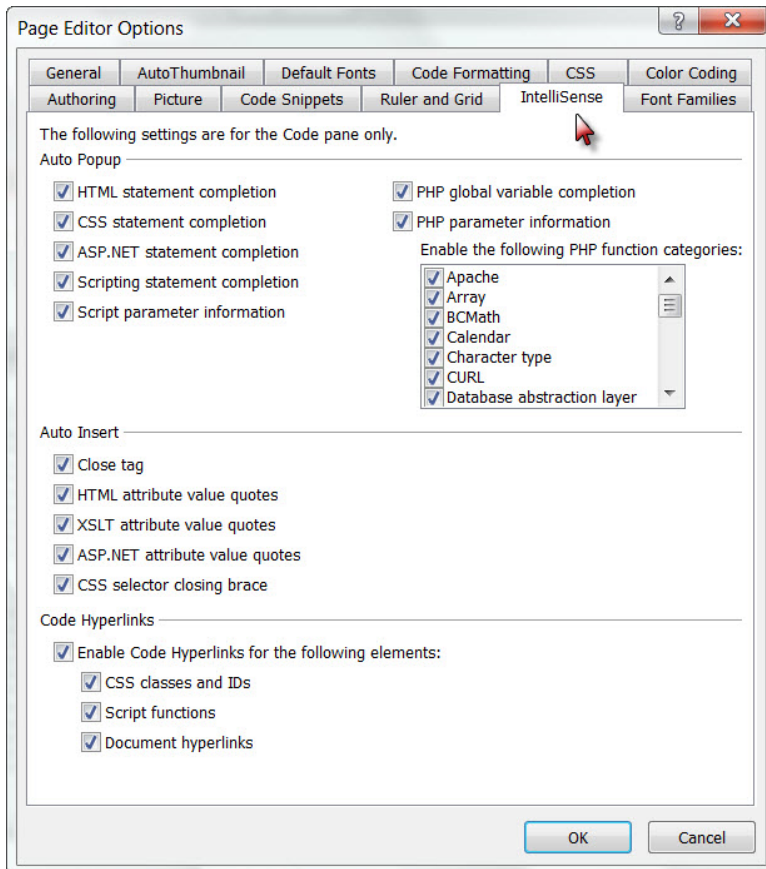 Page Editor Options
?
General AutoThumbnail Default Fonts Code Formatting CSS Color Coding
Authoring Picture Code Snippets Ruler and Grid IntelliSense Font Families
The following settings are for the Code pane only.
Auto Popup
HTML statement completion
CSS statement completion
ASP.NET statement completion
Scripting statement completion
Script parameter information
PHP global variable completion
PHP parameter information
Enable the following PHP function categories:
Apache
Array
BCMath
Calendar
Character type
CURL
Database abstraction layer
Auto Insert
Close tag
HTML attribute value quotes
XSLT attribute value quotes
ASP.NET attribute value quotes
CSS selector closing brace
Code Hyperlinks
Enable Code Hyperlinks for the following elements:
CSS classes and IDs
Script functions
Document hyperlinks
OK Cancel